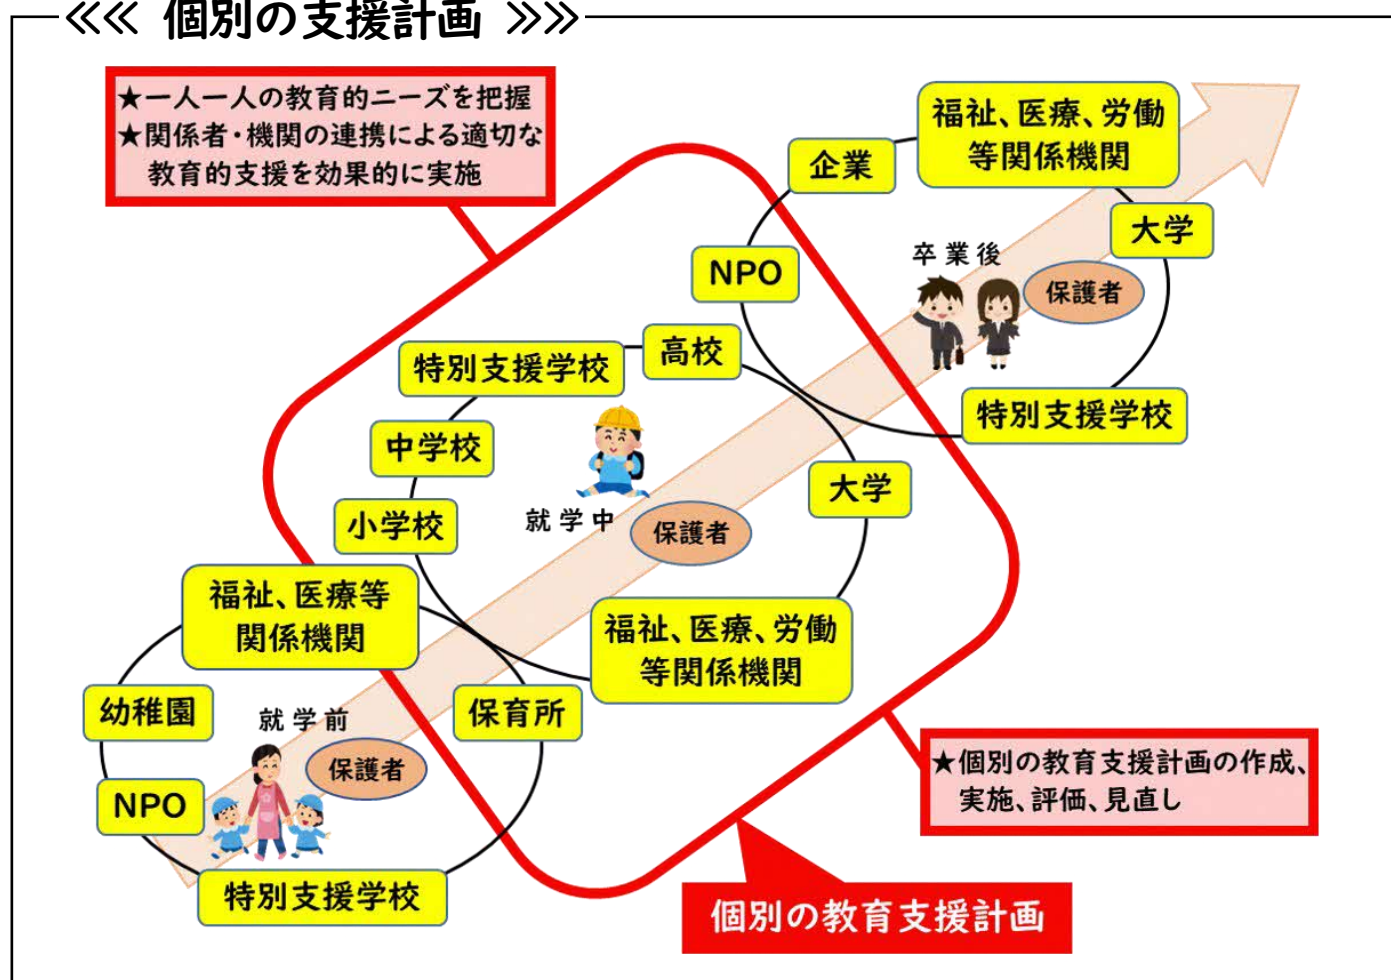 ≪≪ 個別の支援計画 ≫≫
★一人一人の教育的ニーズを把握
★関係者・機関の連携による適切な
教育的支援を効果的に実施
福祉、医療、労働
等関係機関
企業
大学
NPO
卒業後
保護者
特別支援学校
高校
特別支援学校
中学校
大学
小学校
就学中
保護者
福祉、医療等
関係機関
福祉、医療、労働
等関係機関
幼稚園
就学前
保育所
保護者
NPO
特別支援学校
★個別の教育支援計画の作成、
実施、評価、見直し
個別の教育支援計画